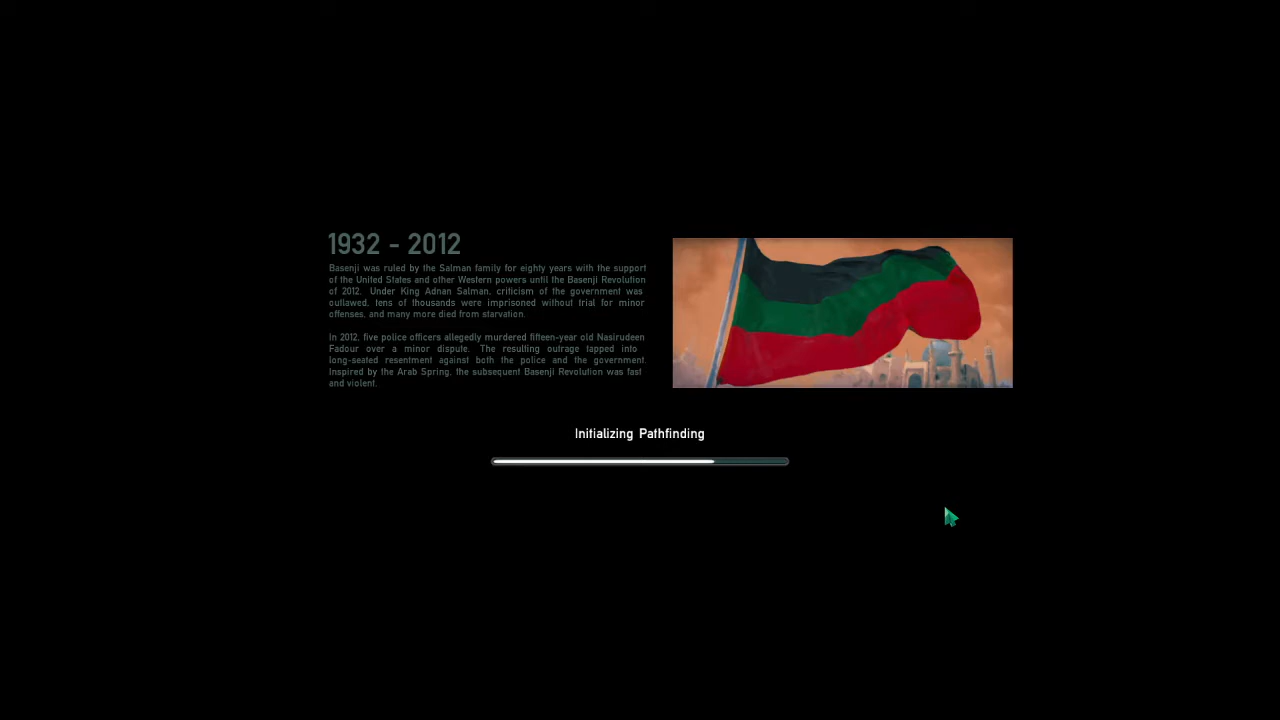 1932 - 2012
Basenji was ruled by the Salman family for eighty years with the support
of the United States and other Western powers until the Basenji Revolution
of 2012. Under King Adnan Salman, criticism of the government was
outlawed, tens of thousands were imprisoned without trial for minor
offenses, and many more died from starvation.
In 2012, five police officers allegedly murdered fifteen-year old Nasirudeen
Fadour over a minor dispute. The resulting outrage tapped into
long-seated resentment against both the police and the government.
Inspired by the Arab Spring, the subsequent Basenji Revolution was fast
and violent.
Initializing Pathfinding